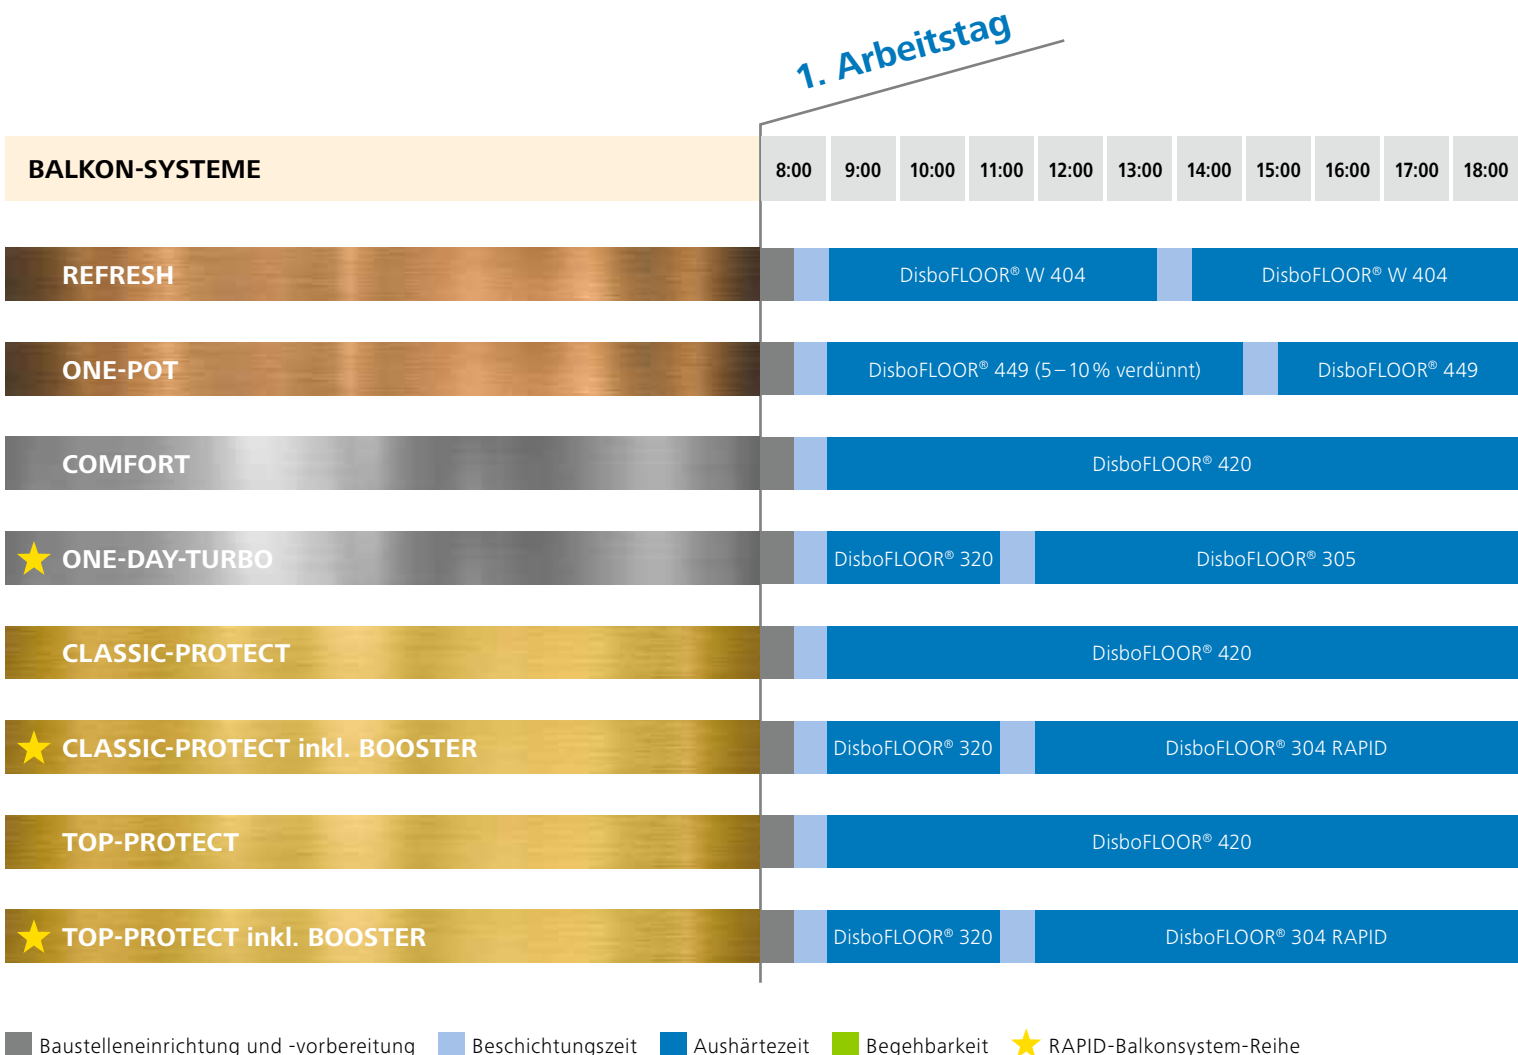 1. Arbeitstag
BALKON-SYSTEME 8:00 9:00 10:00 11:00 12:00 13:00 14:00 15:00 16:00 17:00 18:00
REFRESH DisboFLOOR® W 404 DisboFLOOR® W 404
ONE-POT DisboFLOOR® 449 (5–10 % verdünnt) DisboFLOOR® 449
COMFORT DisboFLOOR® 420
ONE-DAY-TURBO DisboFLOOR® 320 DisboFLOOR® 305
CLASSIC-PROTECT DisboFLOOR® 420
CLASSIC-PROTECT inkl. BOOSTER DisboFLOOR® 320 DisboFLOOR® 304 RAPID
TOP-PROTECT DisboFLOOR® 420
TOP-PROTECT inkl. BOOSTER DisboFLOOR® 320 DisboFLOOR® 304 RAPID
Baustelleneinrichtung und -vorbereitung Beschichtungszeit Aushärtezeit Begehbarkeit RAPID-Balkonsystem-Reihe